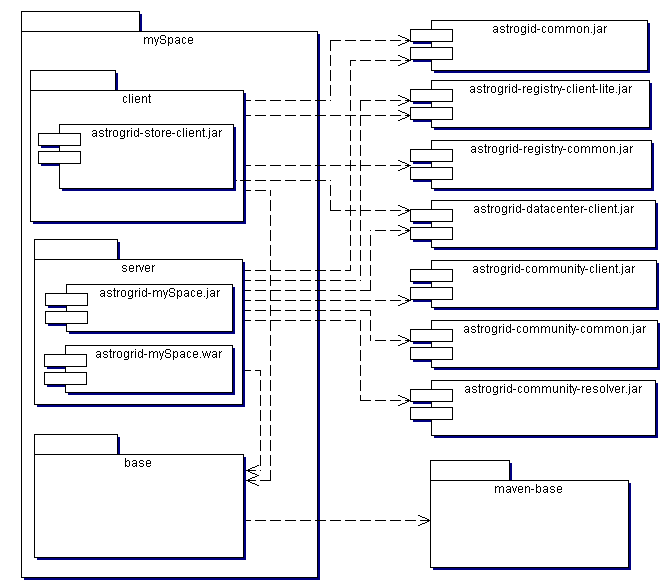 mySpace
client
astrogrid-store-client.jar
server
astrogrid-mySpace.jar
astrogrid-mySpace.war
base
astrogid-common.jar
astrogrid-registry-client-lite.jar
astrogrid-registry-common.jar
astrogrid-datacenter-client.jar
astrogrid-community-client.jar
astrogrid-community-common.jar
astrogrid-community-resolver.jar
maven-base